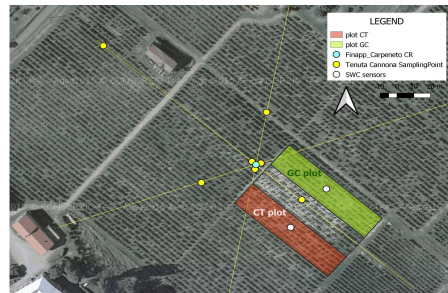 LEGEND
plot CT
plot GC
Finapp_Carpeneto CR
Tenuta Cannona SamplingPoint
SWC sensors
GC plot
CT plot